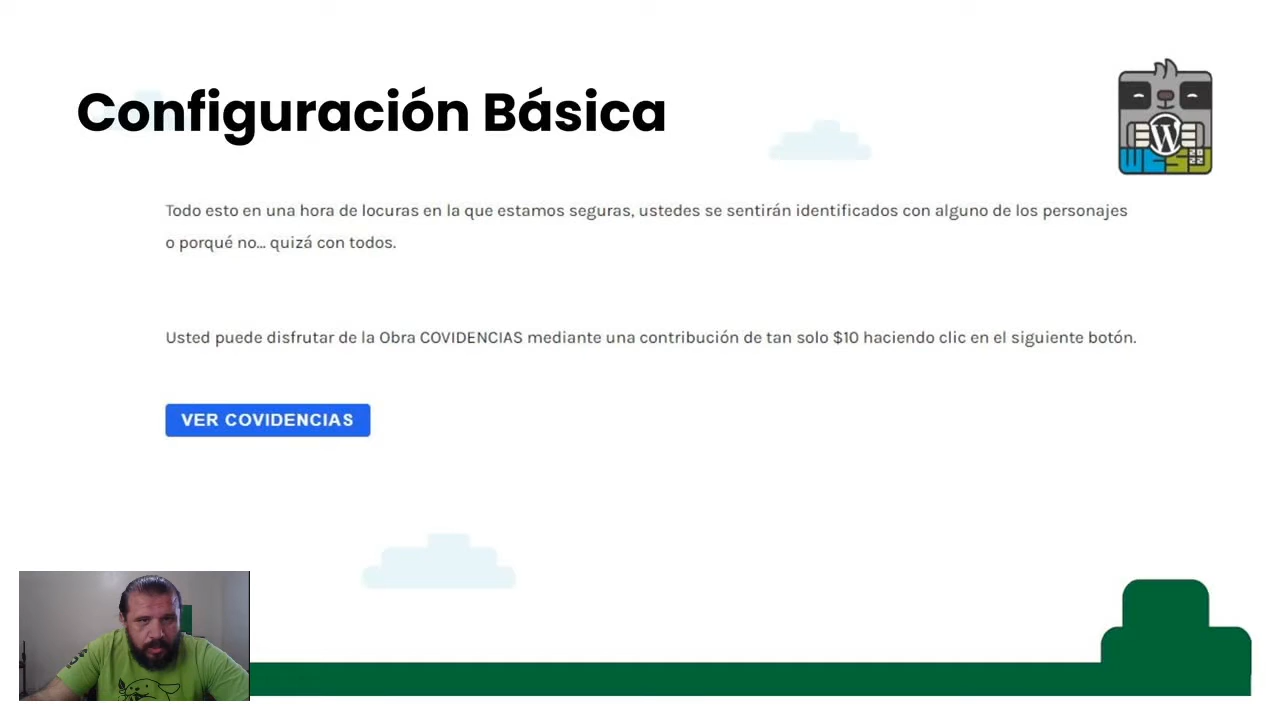 Configuración Básica
W
WESV
Todo esto en una hora de locuras en la que estamos seguras, ustedes se sentirán identificados con alguno de los personajes
o porqué no... quizá con todos.
Usted puede disfrutar de la Obra COVIDENCIAS mediante una contribución de tan solo $10 haciendo clic en el siguiente botón.
VER COVIDENCIAS